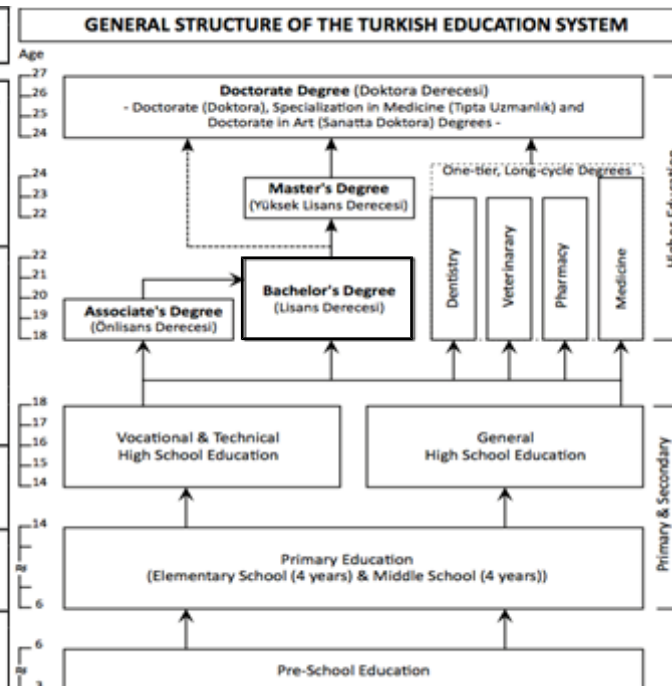 GENERAL STRUCTURE OF THE TURKISH EDUCATION SYSTEM
Age
27
26
25
24
Doctorate Degree (Doktora Derecesi)
- Doctorate (Doktora), Specialization in Medicine (Tıpta Uzmanlık) and
Doctorate in Art (Sanatta Doktora) Degrees -
24
23
22
Master's Degree
(Yüksek Lisans Derecesi)
One-tier, Long-cycle Degrees
Dentistry
Veterinarary
Pharmacy
Medicine
Higher Education
22
21
20
19
18
Bachelor's Degree
(Lisans Derecesi)
Associate's Degree
(Önlisans Derecesi)
18
17
16
15
14
Vocational & Technical
High School Education
General
High School Education
Primary & Secondary
14
≈
6
Primary Education
(Elementary School (4 years) & Middle School (4 years))
6
≈
3
Pre-School Education